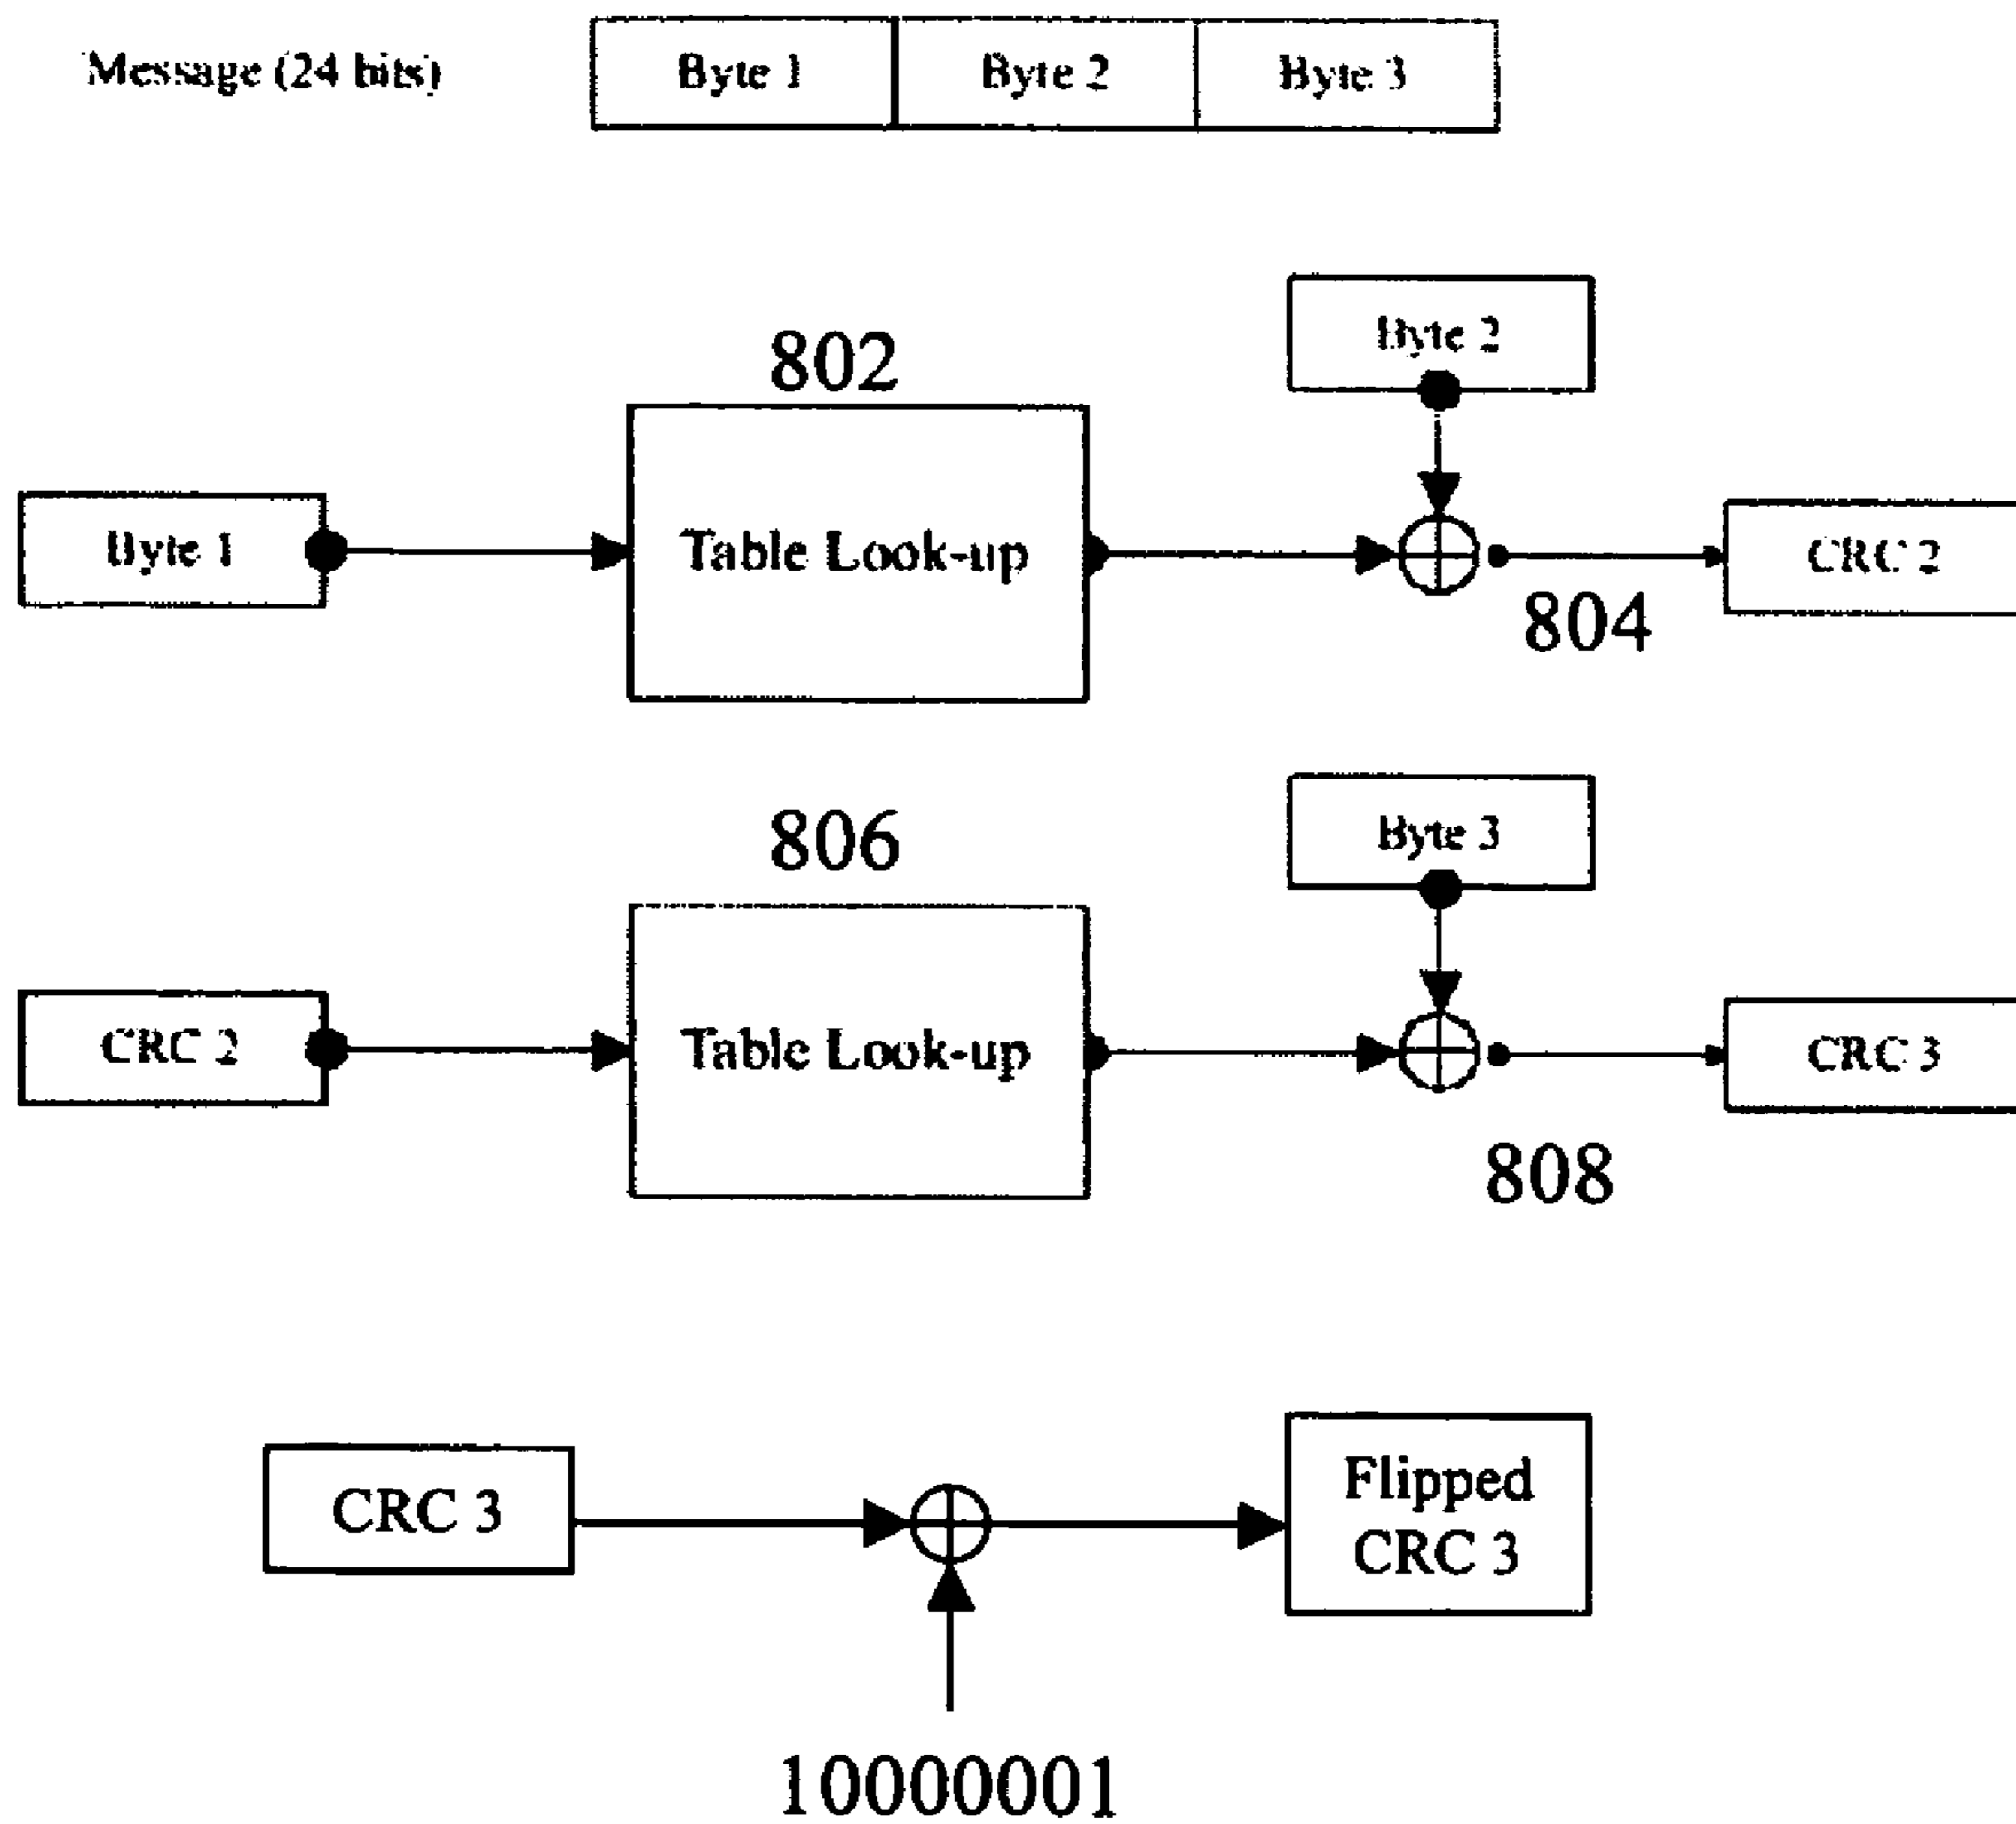 Message (24 bits)
Byte 1
Byte 2
Byte 3
802
Byte 2
Byte 1
Table Look-up
804
CRC 2
806
Byte 3
CRC 2
Table Look-up
808
CRC 3
CRC 3
Flipped
CRC 3
10000001